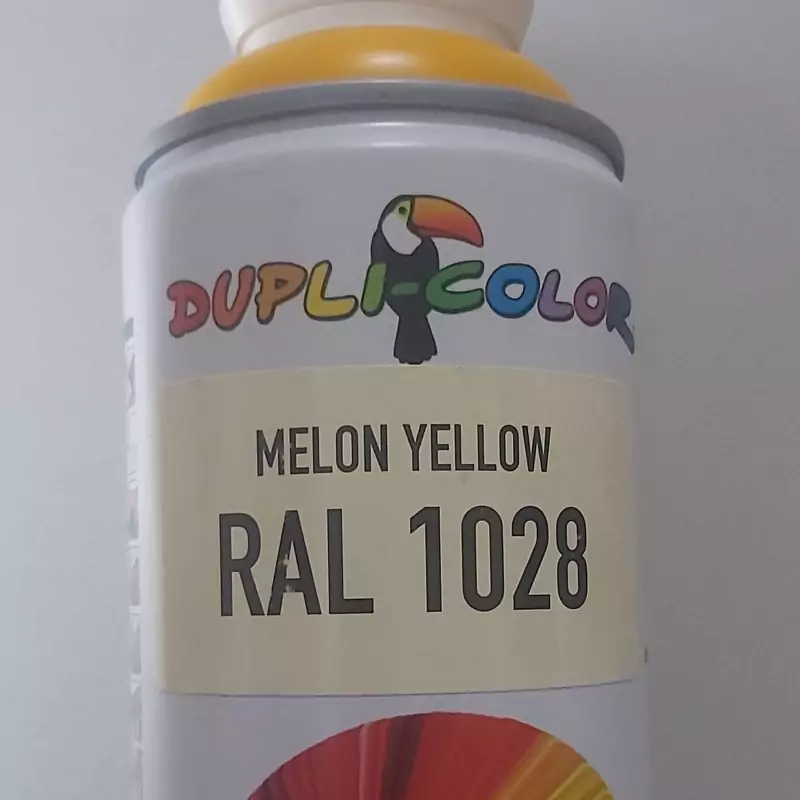 DUPLI-COLOR
MELON YELLOW
RAL 1028